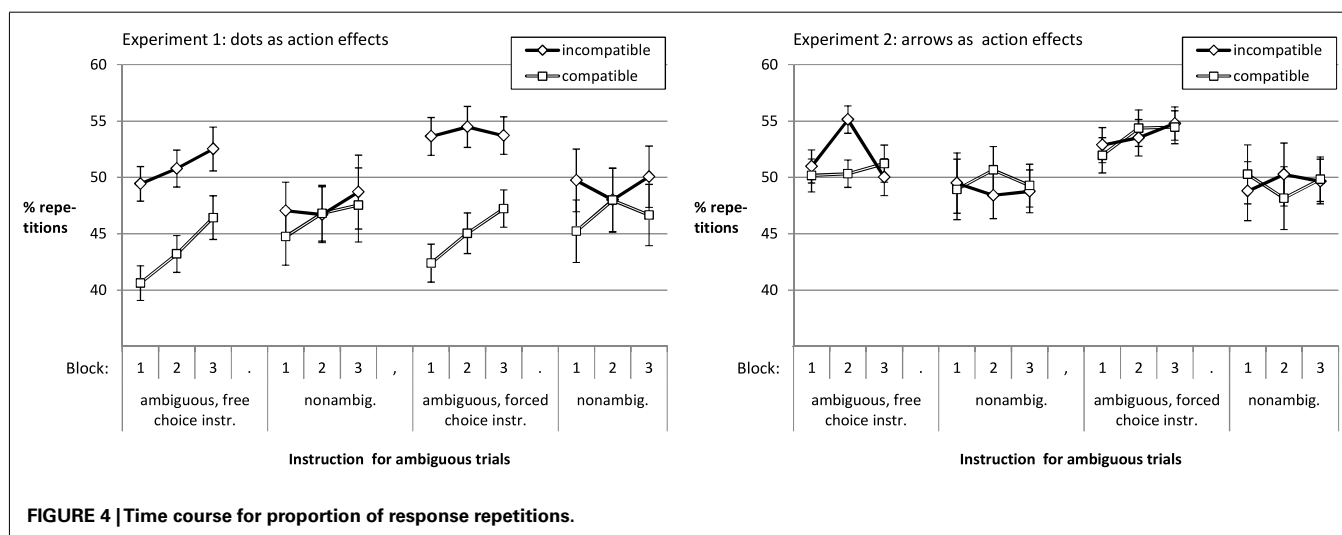 Experiment 1: dots as action effects
incompatible
compatible
60
55
50
45
40
% repe-
titions
Block: 1 2 3 . 1 2 3 , 1 2 3 . 1 2 3
ambiguous, free
choice instr.
nonambig.
ambiguous, forced
choice instr.
nonambig.
Instruction for ambiguous trials
Experiment 2: arrows as action effects
incompatible
compatible
60
55
50
45
40
% repe-
titions
Block: 1 2 3 . 1 2 3 , 1 2 3 . 1 2 3
ambiguous, free
choice instr.
nonambig.
ambiguous, forced
choice instr.
nonambig.
Instruction for ambiguous trials
FIGURE 4 | Time course for proportion of response repetitions.